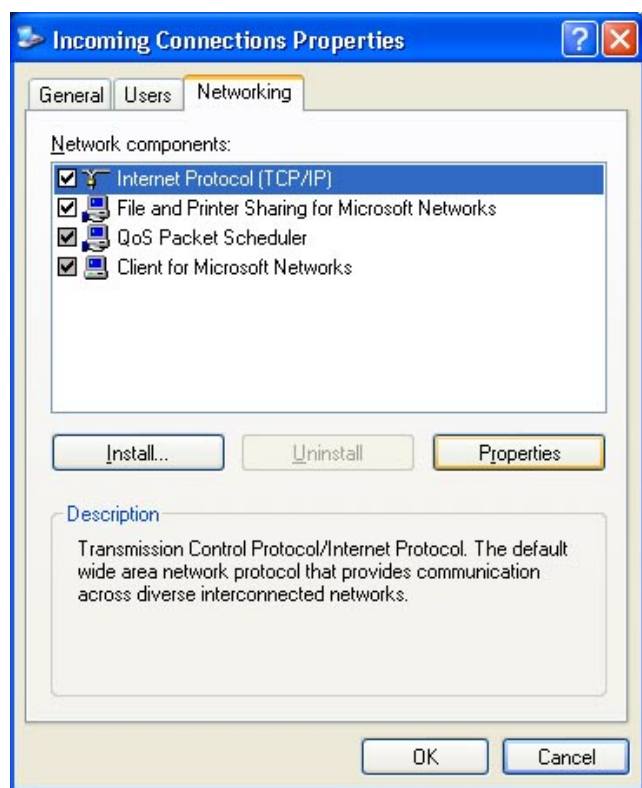 Incoming Connections Properties
General Users Networking
Network components:
Internet Protocol (TCP/IP)
File and Printer Sharing for Microsoft Networks
QoS Packet Scheduler
Client for Microsoft Networks
Install... Uninstall Properties
Description
Transmission Control Protocol/Internet Protocol. The default
wide area network protocol that provides communication
across diverse interconnected networks.
OK Cancel